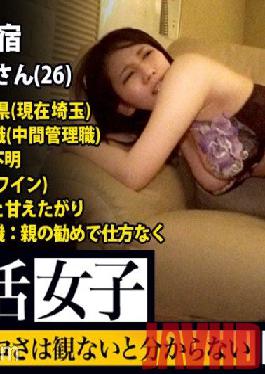 宿
さん(26)
県(現在埼玉)
職(中間管理職)
不明
ワイン)
と甘えたがり
機：親の勧めで仕方なく
活女子
さは観ないと分からない
JAVHD